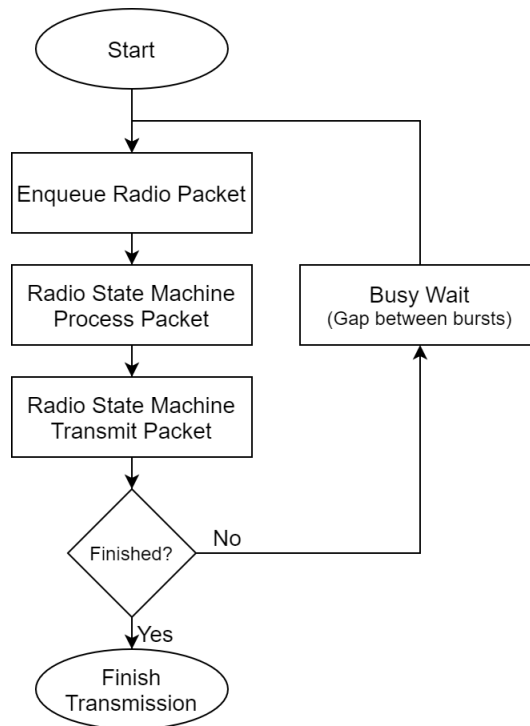 Start
Enqueue Radio Packet
Radio State Machine
Process Packet
Busy Wait
(Gap between bursts)
Radio State Machine
Transmit Packet
Finished?
No
Yes
Finish
Transmission